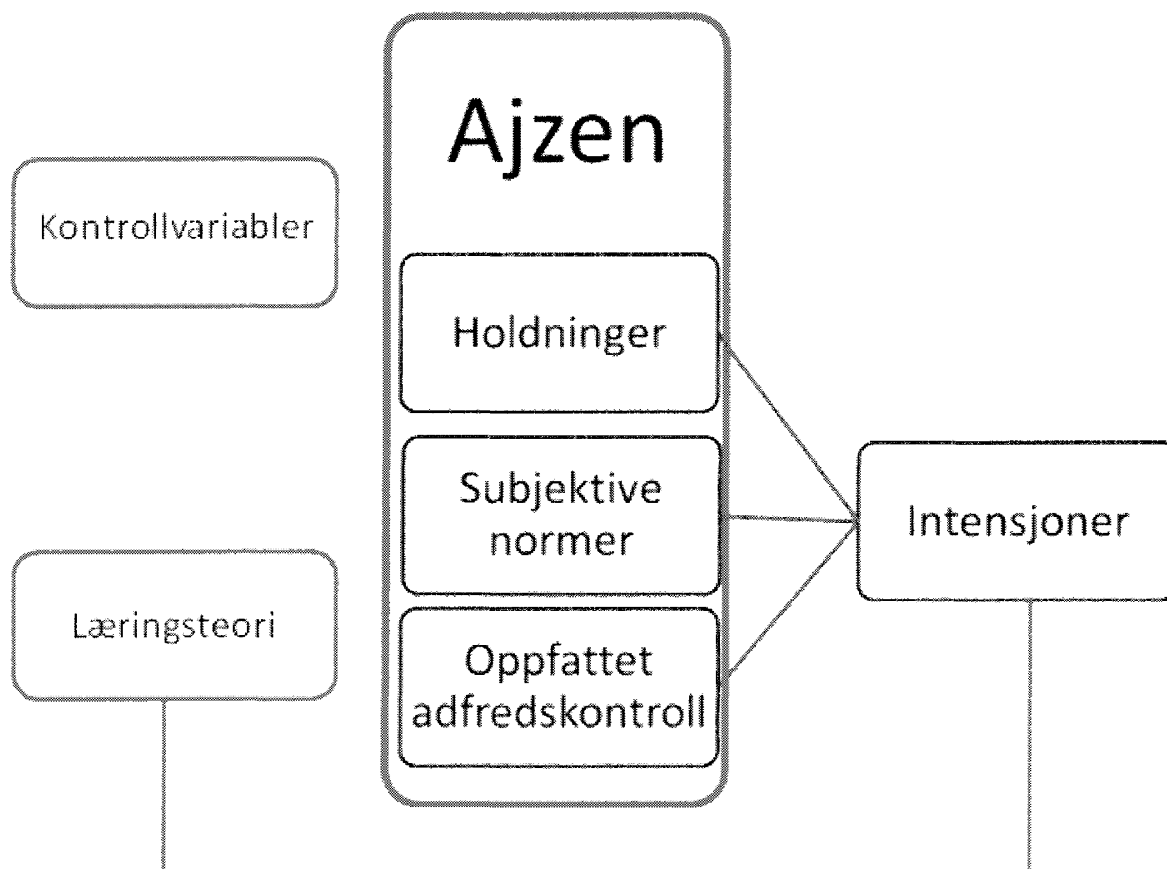 Ajzen
Kontrollvariabler
Holdninger
Subjektive
normer
Intensjoner
Læringsteori
Oppfattet
adfredskontroll